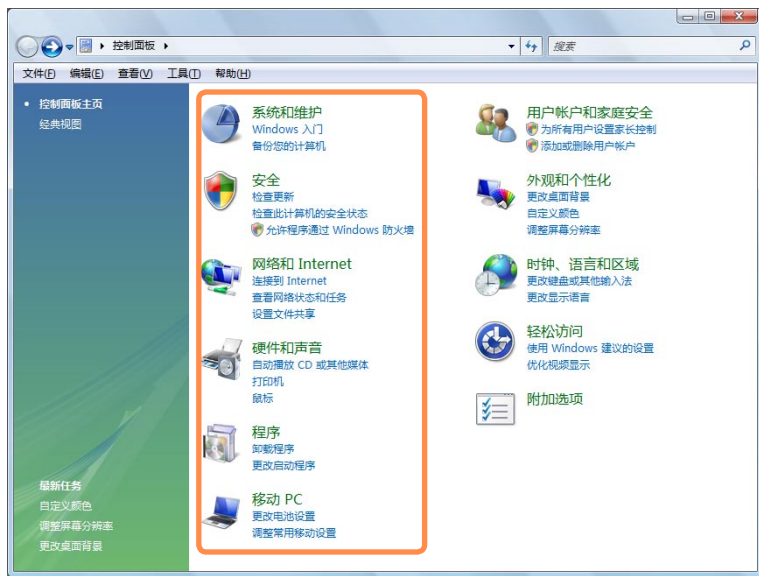 控制面板
搜索
文件(F) 编辑(E) 查看(V) 工具(T) 帮助(H)
控制面板主页
经典视图
系统和维护
Windows 入门
备份您的计算机
安全
检查更新
检查此计算机的安全状态
允许程序通过 Windows 防火墙
网络和 Internet
连接到 Internet
查看网络状态和任务
设置文件共享
硬件和声音
自动播放 CD 或其他媒体
打印机
鼠标
程序
卸载程序
更改启动程序
移动 PC
更改电池设置
调整常用移动设置
用户帐户和家庭安全
为所有用户设置家长控制
添加或删除用户帐户
外观和个性化
更改桌面背景
自定义颜色
调整屏幕分辨率
时钟、语言和区域
更改键盘或其他输入法
更改显示语言
轻松访问
使用 Windows 建议的设置
优化视频显示
附加选项
最新任务
自定义颜色
调整屏幕分辨率
更改桌面背景